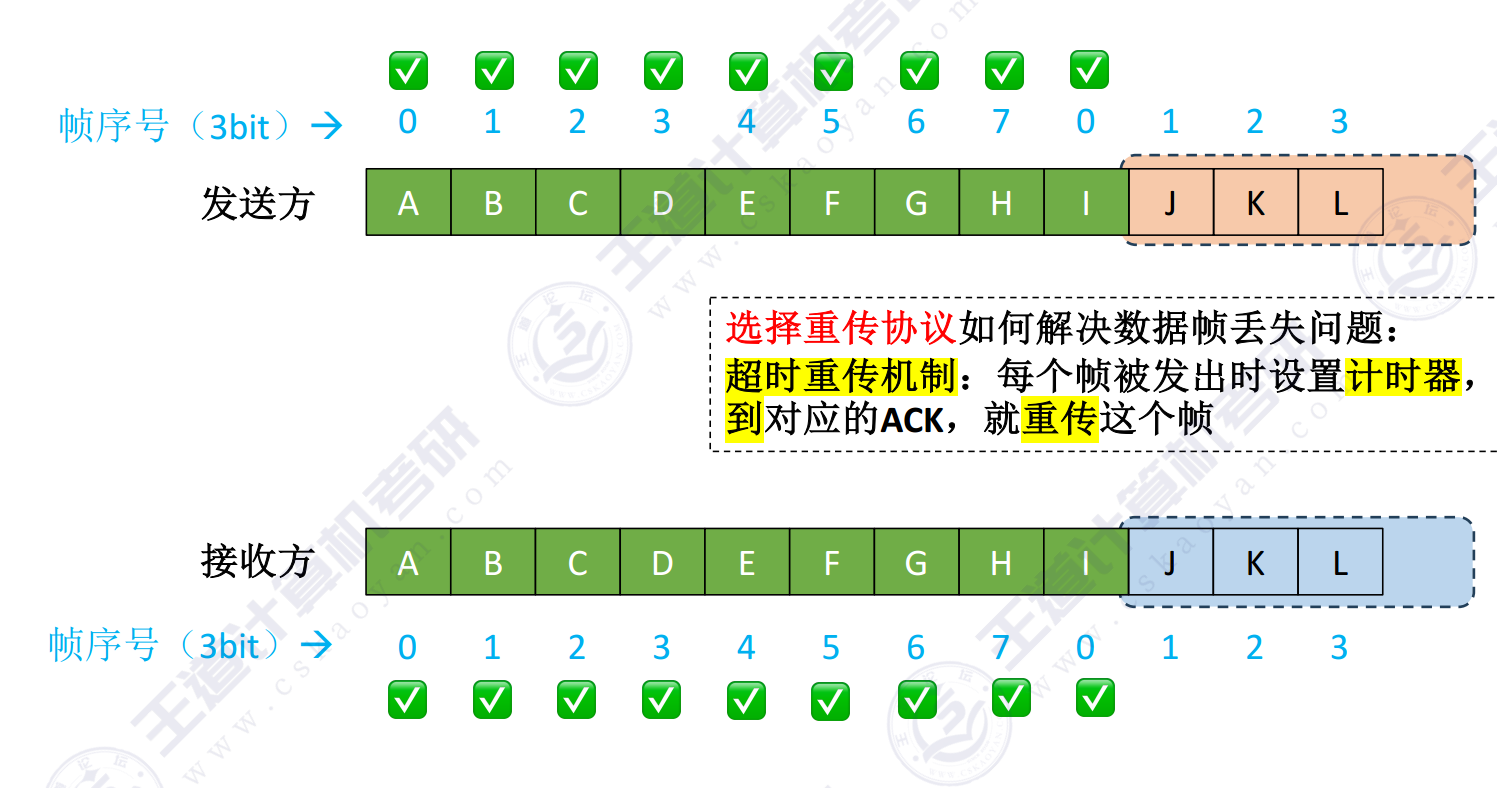 帧序号（3bit）→ 0 1 2 3 4 5 6 7 0 1 2 3
发送方 A B C D E F G H I J K L
选择重传协议如何解决数据帧丢失问题：
超时重传机制：每个帧被发出时设置计时器，
到对应的ACK，就重传这个帧
接收方 A B C D E F G H I J K L
帧序号（3bit）→ 0 1 2 3 4 5 6 7 0 1 2 3
王道计算机考研
www.cskaoyan.com